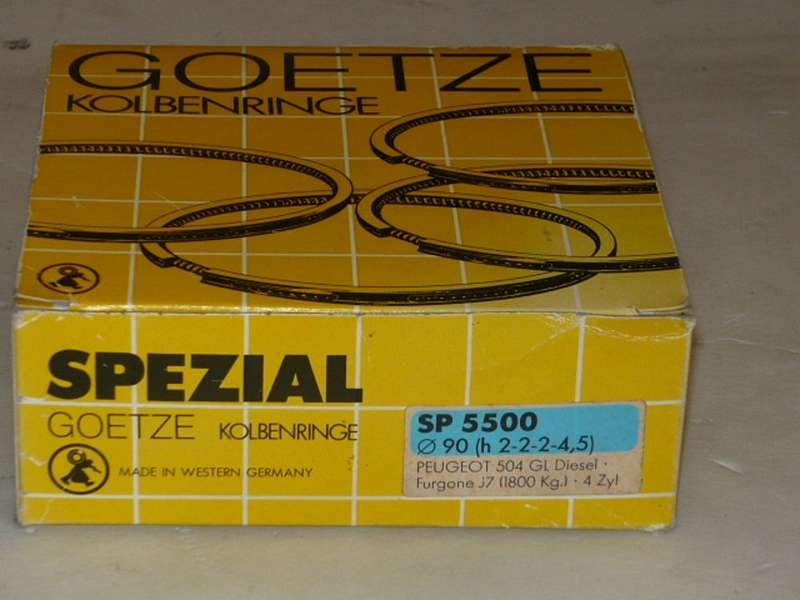 GOETZE
KOLBENRINGE
SPEZIAL
GOETZE KOLBENRINGE
MADE IN WESTERN GERMANY
SP 5500
Ø 90 (h 2-2-2-4,5)
PEUGEOT 504 GL Diesel ·
Furgone J7 (1800 Kg.) · 4 Zyl